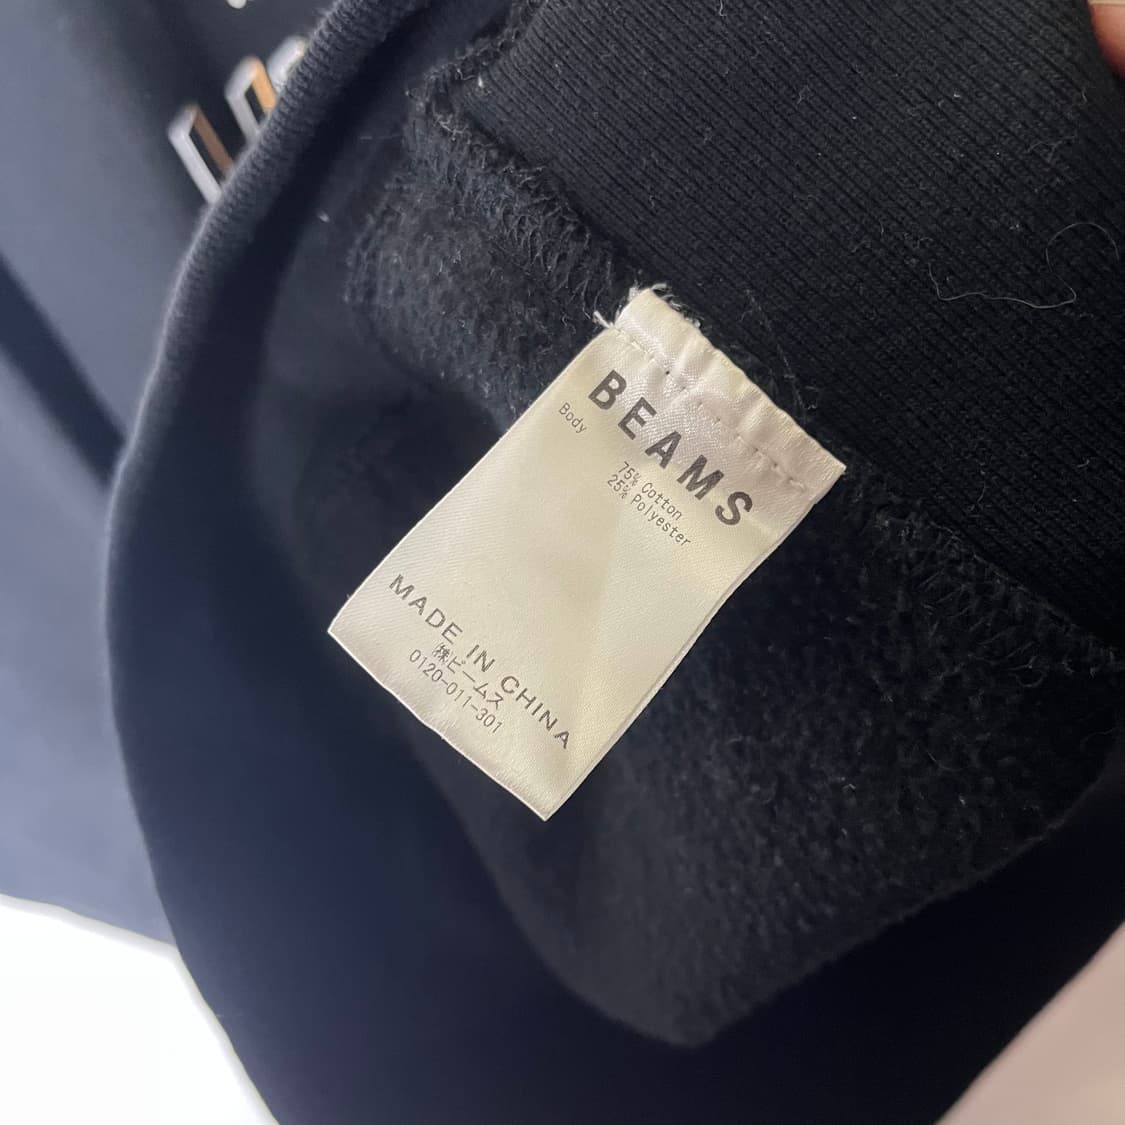 BEAMS
Body
75% Cotton
25% Polyester
MADE IN CHINA
㈱ビームス
0120-011-301